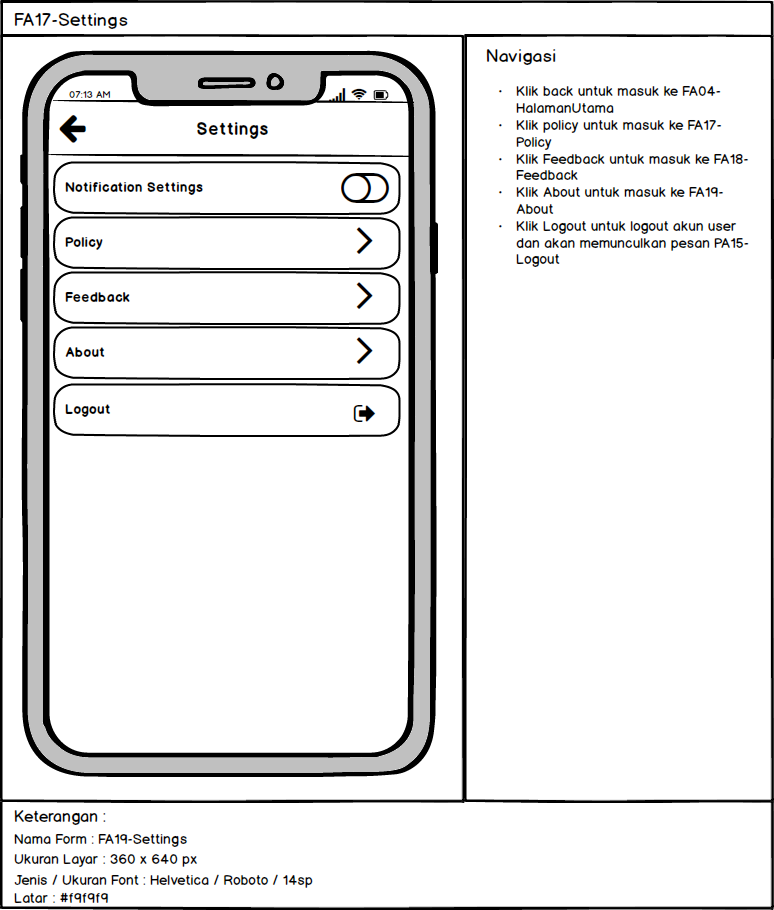 FA17-Settings
07:13 AM
Settings
Notification Settings
Policy
Feedback
About
Logout
Navigasi
· Klik back untuk masuk ke FA04-
HalamanUtama
· Klik policy untuk masuk ke FA17-
Policy
· Klik Feedback untuk masuk ke FA18-
Feedback
· Klik About untuk masuk ke FA19-
About
· Klik Logout untuk logout akun user
dan akan memunculkan pesan PA15-
Logout
Keterangan :
Nama Form : FA19-Settings
Ukuran Layar : 360 x 640 px
Jenis / Ukuran Font : Helvetica / Roboto / 14sp
Latar : #f9f9f9